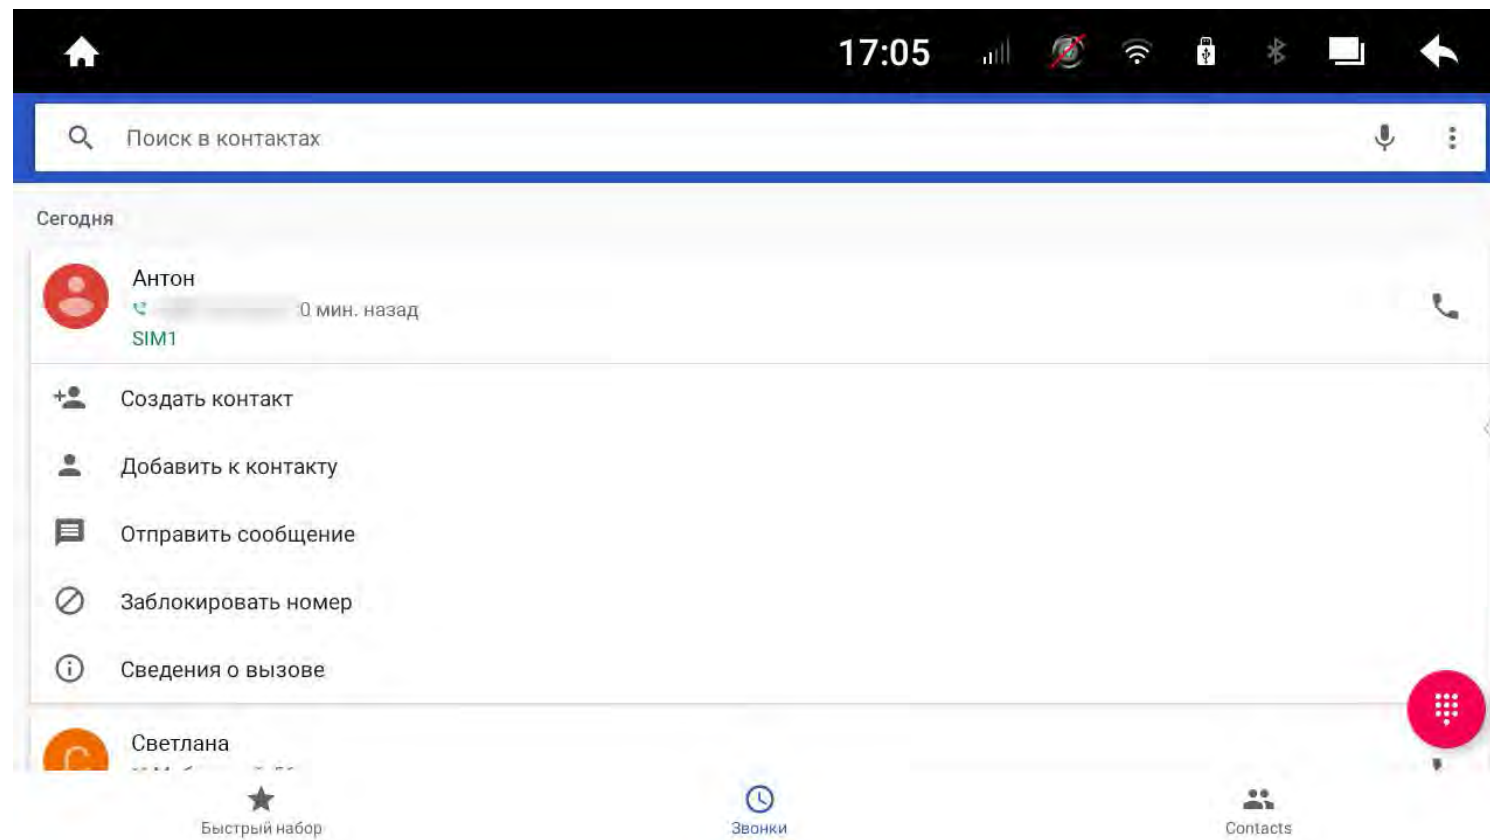 17:05
Поиск в контактах
Сегодня
Антон
0 мин. назад
SIM1
Создать контакт
Добавить к контакту
Отправить сообщение
Заблокировать номер
Сведения о вызове
С
Светлана
Быстрый набор
Звонки
Contacts